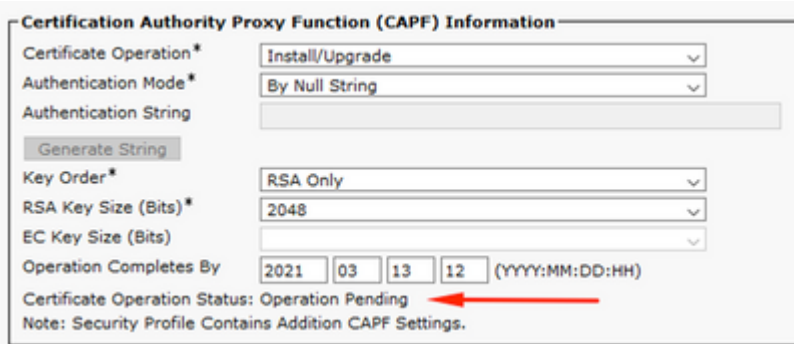 Certification Authority Proxy Function (CAPF) Information
Certificate Operation* Install/Upgrade
Authentication Mode* By Null String
Authentication String
Generate String
Key Order* RSA Only
RSA Key Size (Bits)* 2048
EC Key Size (Bits)
Operation Completes By 2021 03 13 12 (YYYY:MM:DD:HH)
Certificate Operation Status: Operation Pending
Note: Security Profile Contains Addition CAPF Settings.